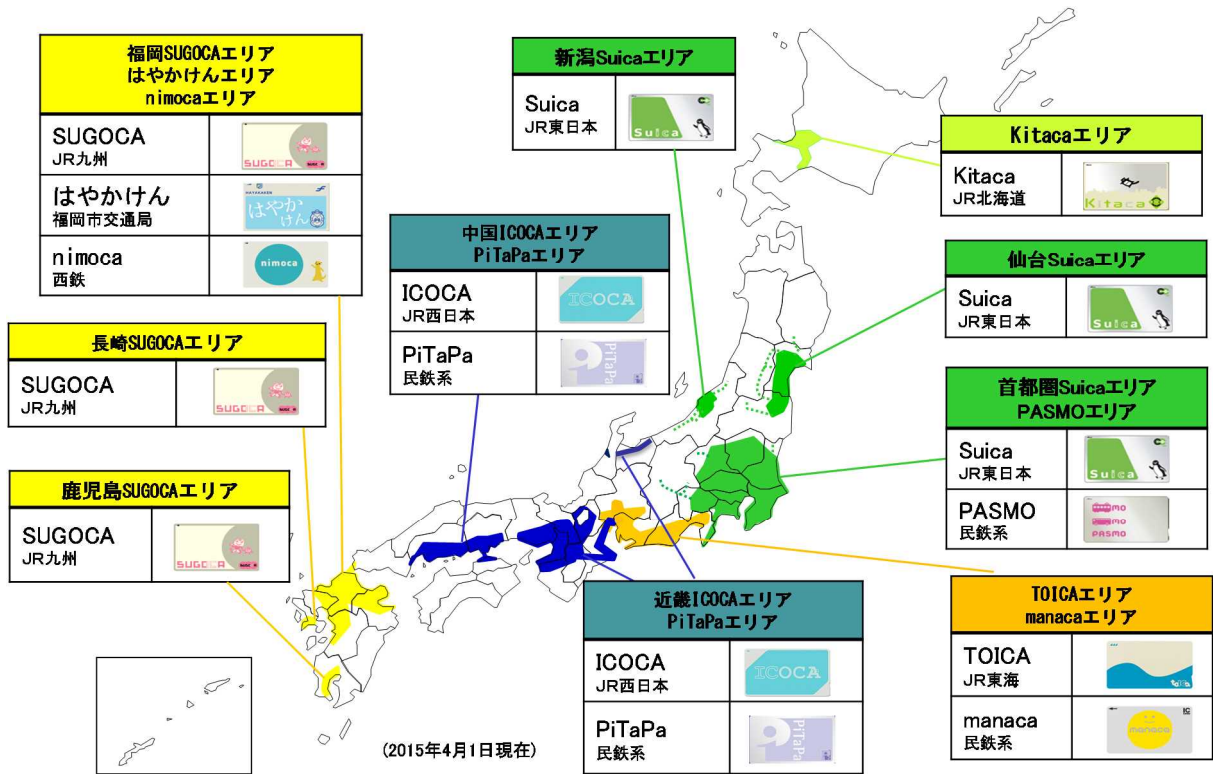 福岡SUGOCAエリア
はやかけんエリア
nimocaエリア
SUGOCA
JR九州
SUGOCA
はやかけん
福岡市交通局
はやか
けん
nimoca
西鉄
nimoca
長崎SUGOCAエリア
SUGOCA
JR九州
SUGOCA
鹿児島SUGOCAエリア
SUGOCA
JR九州
SUGOCA
新潟Suicaエリア
Suica
JR東日本
Suica
中国ICOCAエリア
PiTaPaエリア
ICOCA
JR西日本
ICOCA
PiTaPa
民鉄系
PiTaPa
Kitacaエリア
Kitaca
JR北海道
Kitaca
仙台Suicaエリア
Suica
JR東日本
Suica
首都圏Suicaエリア
PASMOエリア
Suica
JR東日本
Suica
PASMO
民鉄系
PASMO
近畿ICOCAエリア
PiTaPaエリア
ICOCA
JR西日本
ICOCA
PiTaPa
民鉄系
PiTaPa
TOICAエリア
manacaエリア
TOICA
JR東海
manaca
民鉄系
manaca
(2015年4月1日現在)